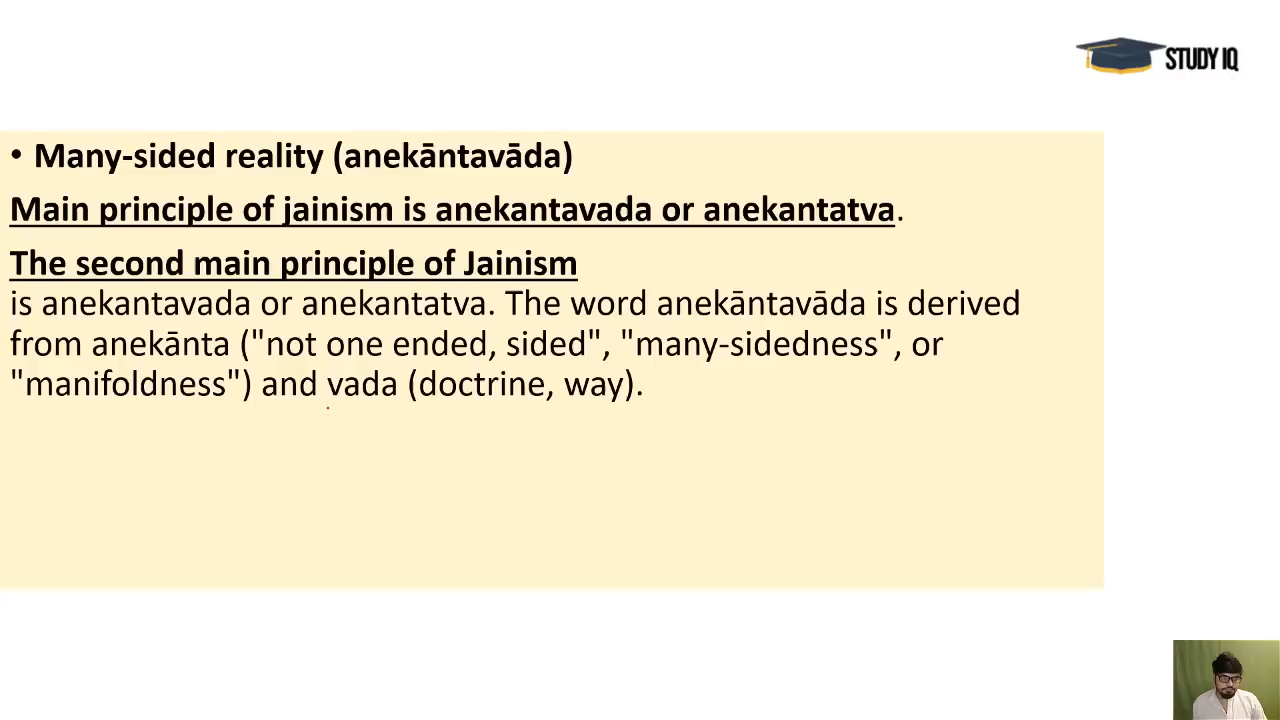 STUDY IQ
• Many-sided reality (anekāntavāda)
Main principle of jainism is anekantavada or anekantatva.
The second main principle of Jainism
is anekantavada or anekantatva. The word anekāntavāda is derived
from anekānta ("not one ended, sided", "many-sidedness", or
"manifoldness") and vada (doctrine, way).